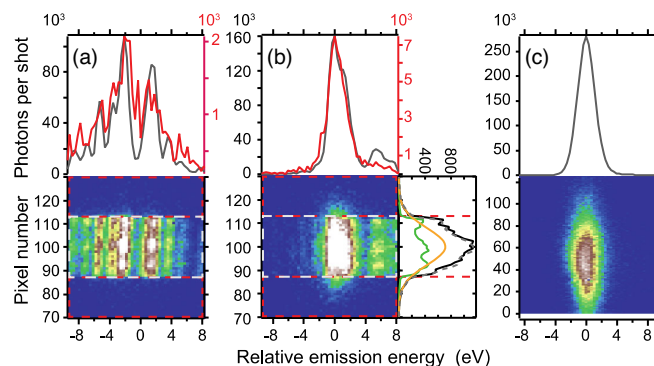 10³ 10³ 10³ 10³ 10³
(a) (b) (c)
Photons per shot
80 60 40 20 0
2 1
160 120 80 40 0
7 5 3 1
400 800
250 200 150 100 50 0
Pixel number
120 110 100 90 80 70
120 110 100 90 80 70
100 80 60 40 20 0
-8 -4 0 4 8
-8 -4 0 4 8
-8 -4 0 4 8
Relative emission energy (eV)